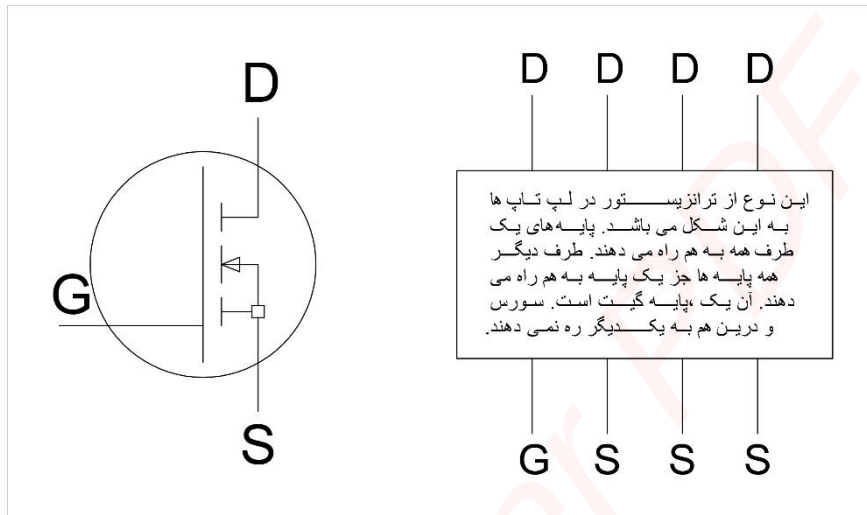 D
G
S
D D D D
این نوع از ترانزیستور در لپ تاپ ها
به این شکل می باشد. پایه های یک
طرف همه به هم راه می دهند. طرف دیگر
همه پایه ها جز یک پایه به هم راه می
دهند. آن یک ،پایه گیت است. سورس
و درین هم به یکدیگر ره نمی دهند.
G S S S
er PDF